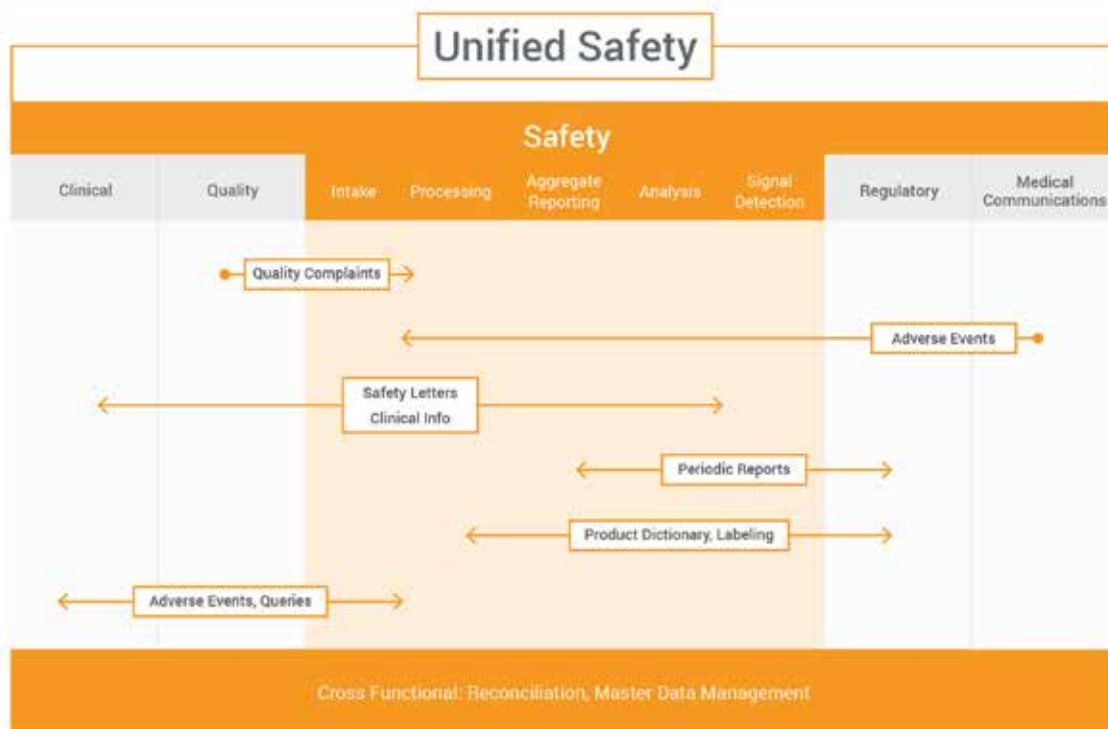 Unified Safety
Safety
Clinical
Quality
Intake
Processing
Aggregate
Reporting
Analysis
Signal
Detection
Regulatory
Medical
Communications
Quality Complaints
Adverse Events
Safety Letters
Clinical Info
Periodic Reports
Product Dictionary, Labeling
Adverse Events, Queries
Cross Functional: Reconciliation, Master Data Management